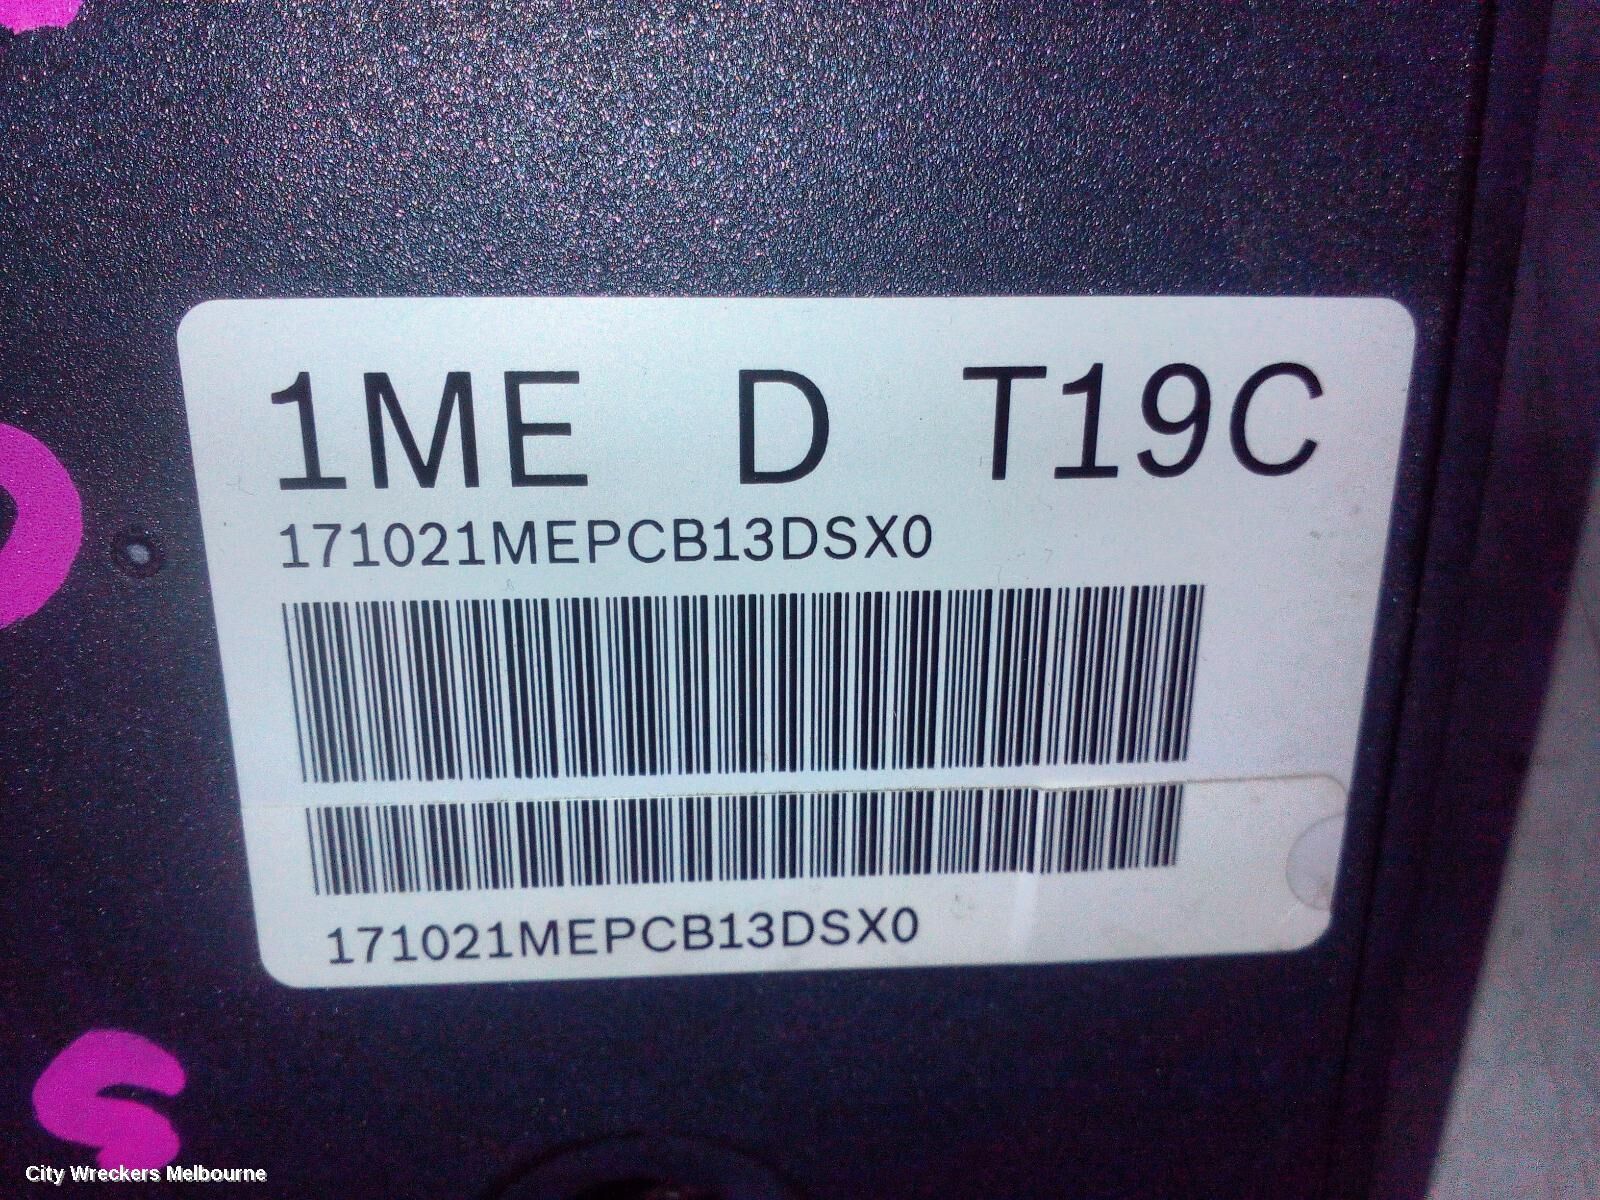 1ME D T19C
171021MEPCB13DSX0
171021MEPCB13DSX0
S
City Wreckers Melbourne